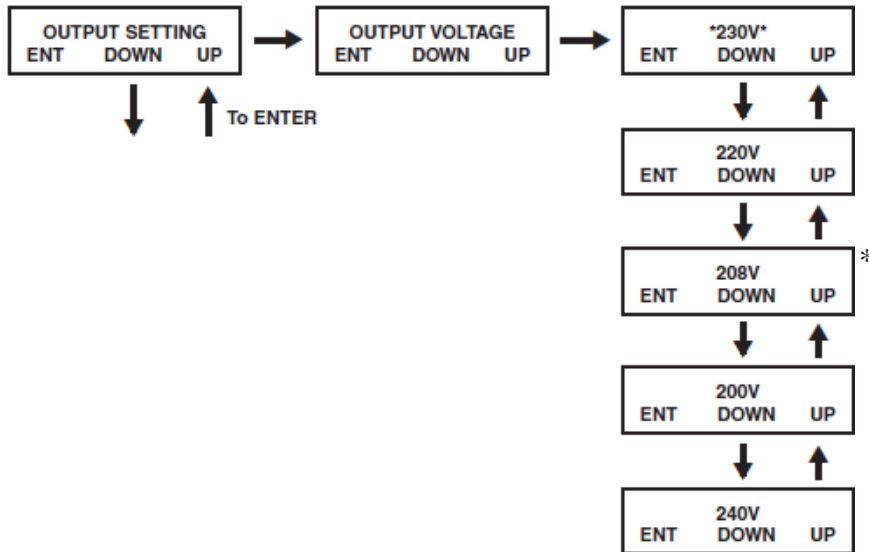 OUTPUT SETTING
ENT DOWN UP
To ENTER
OUTPUT VOLTAGE
ENT DOWN UP
*230V*
ENT DOWN UP
220V
ENT DOWN UP
208V
ENT DOWN UP
*
200V
ENT DOWN UP
240V
ENT DOWN UP